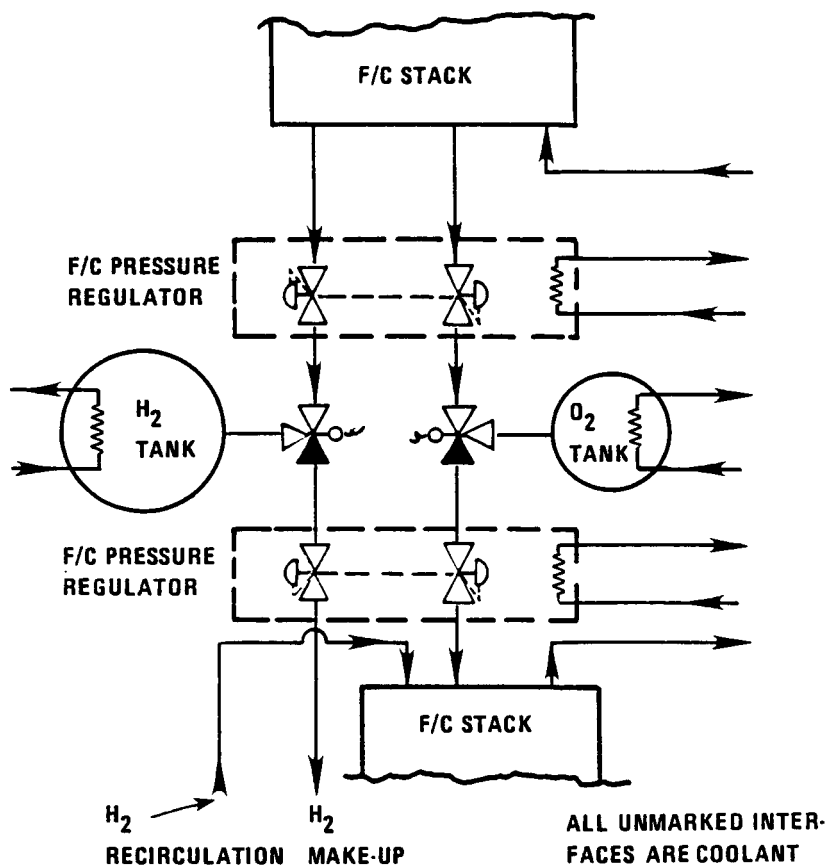 F/C STACK
F/C PRESSURE
REGULATOR
H2
TANK
O2
TANK
F/C PRESSURE
REGULATOR
F/C STACK
H2
RECIRCULATION
H2
MAKE-UP
ALL UNMARKED INTER-
FACES ARE COOLANT